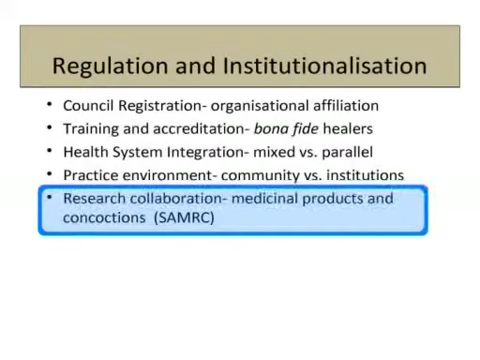 Regulation and Institutionalisation
• Council Registration- organisational affiliation
• Training and accreditation- bona fide healers
• Health System Integration- mixed vs. parallel
• Practice environment- community vs. institutions
• Research collaboration- medicinal products and
concoctions  (SAMRC)